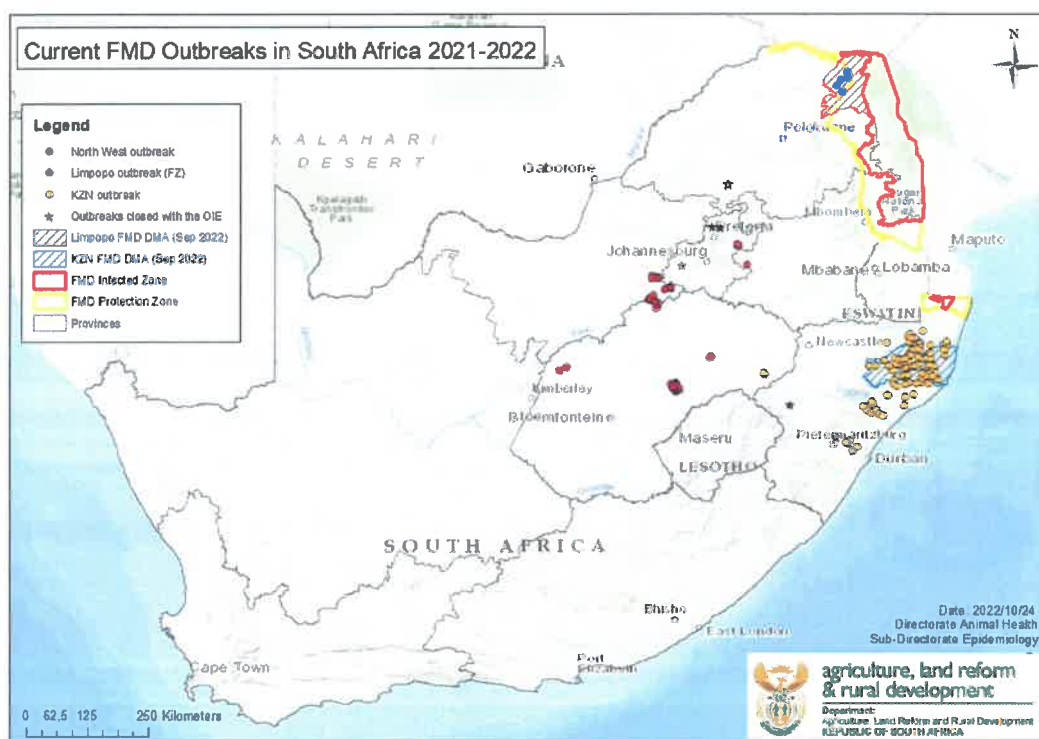 Current FMD Outbreaks in South Africa 2021-2022
N
Legend
North West outbreak
Limpopo outbreak (FZ)
KZN outbreak
Outbreaks closed with the OIE
Limpopo FMD DMA (Sep 2022)
KZN FMD DMA (Sep 2022)
FMD Infected Zone
FMD Protection Zone
Provinces
KALAHARI
DESERT
Transfrontier
Park
Gaborone
Polokwane
Johannesburg
Mbombela
Maputo
Mbabane
Lobamba
ESWATINI
Newcastle
Kimberley
Bloemfontein
Maseru
LESOTHO
Pietermaritzburg
Durban
SOUTH AFRICA
Bhisho
East London
Port
Elizabeth
Cape Town
0 62,5 125 250 Kilometers
Date: 2022/10/24
Directorate Animal Health
Sub-Directorate Epidemiology
agriculture, land reform
& rural development
Department:
Agriculture, Land Reform and Rural Development
REPUBLIC OF SOUTH AFRICA